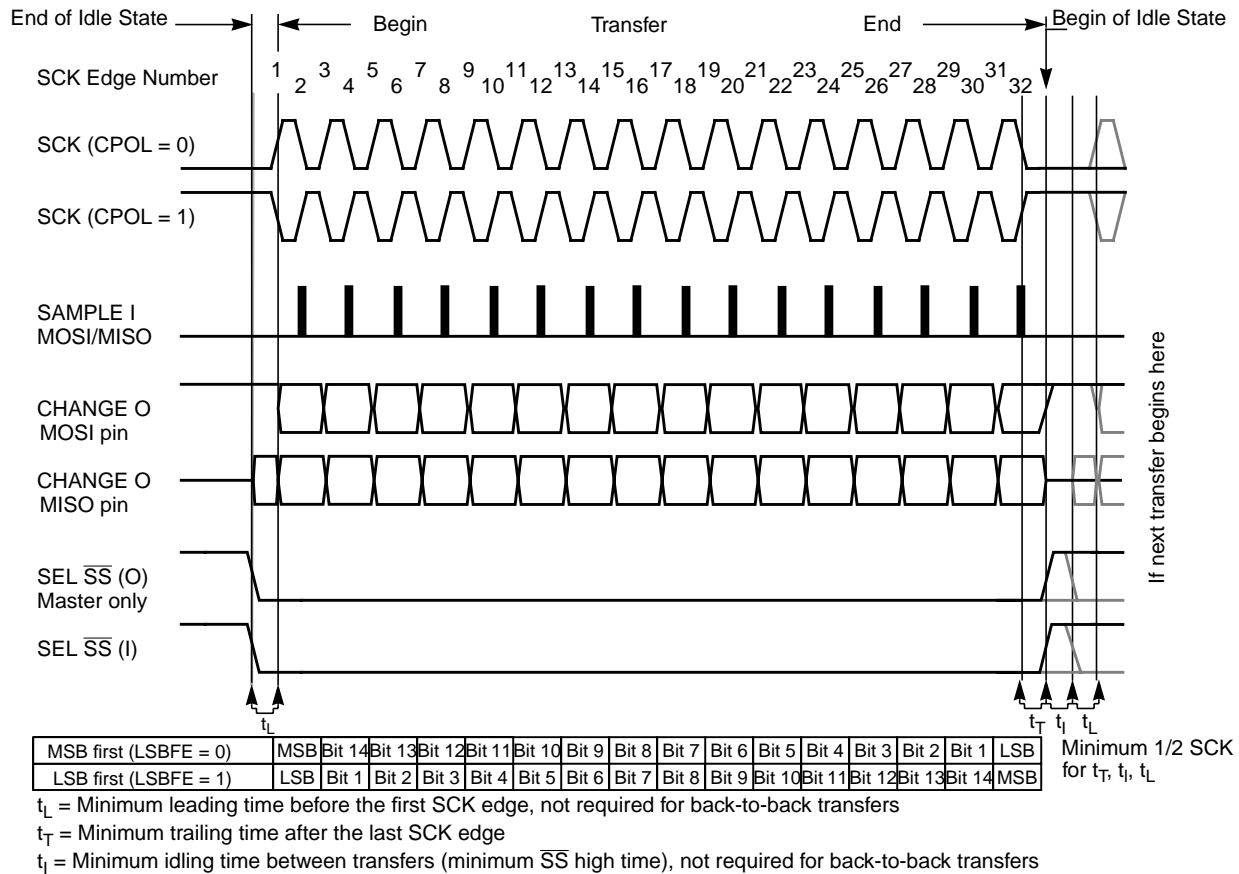 End of Idle State
Begin
Transfer
End
Begin of Idle State
SCK Edge Number
1 2 3 4 5 6 7 8 9 10 11 12 13 14 15 16 17 18 19 20 21 22 23 24 25 26 27 28 29 30 31 32
SCK (CPOL = 0)
SCK (CPOL = 1)
SAMPLE I
MOSI/MISO
CHANGE O
MOSI pin
CHANGE O
MISO pin
SEL S̅S̅ (O)
Master only
SEL S̅S̅ (I)
If next transfer begins here
tL
tT tI tL
MSB first (LSBFE = 0) MSB Bit 14 Bit 13 Bit 12 Bit 11 Bit 10 Bit 9 Bit 8 Bit 7 Bit 6 Bit 5 Bit 4 Bit 3 Bit 2 Bit 1 LSB
LSB first (LSBFE = 1) LSB Bit 1 Bit 2 Bit 3 Bit 4 Bit 5 Bit 6 Bit 7 Bit 8 Bit 9 Bit 10 Bit 11 Bit 12 Bit 13 Bit 14 MSB
Minimum 1/2 SCK
for tT, tI, tL
tL = Minimum leading time before the first SCK edge, not required for back-to-back transfers
tT = Minimum trailing time after the last SCK edge
tI = Minimum idling time between transfers (minimum S̅S̅ high time), not required for back-to-back transfers